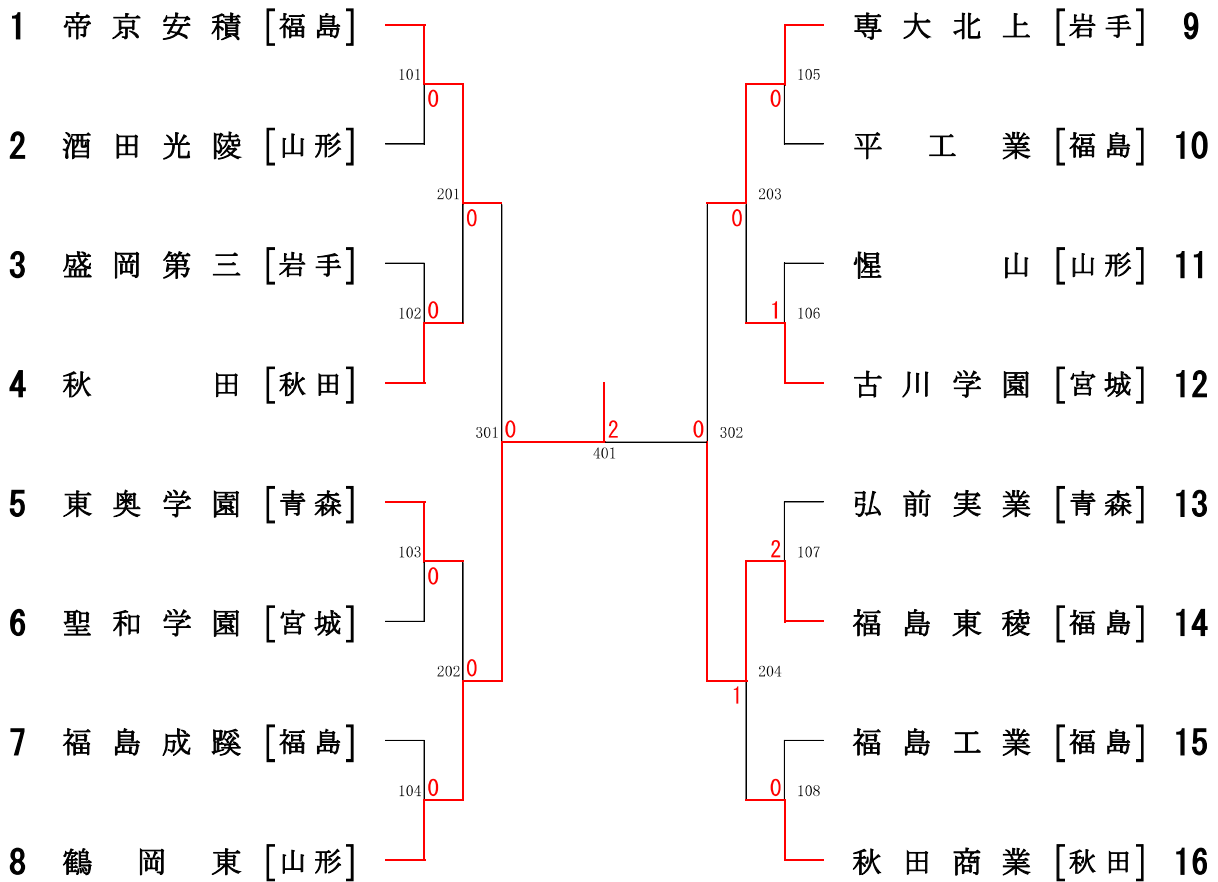 1 帝京安積 [福島]
専大北上 [岩手] 9
101
105
0
0
2 酒田光陵 [山形]
平工業 [福島] 10
201
203
0
0
3 盛岡第三 [岩手]
惺山 [山形] 11
102
0
1
106
4 秋田 [秋田]
古川学園 [宮城] 12
301
0
2
0
302
401
5 東奥学園 [青森]
弘前実業 [青森] 13
103
2
107
0
6 聖和学園 [宮城]
福島東稜 [福島] 14
202
0
204
1
7 福島成蹊 [福島]
福島工業 [福島] 15
104
0
0
108
8 鶴岡東 [山形]
秋田商業 [秋田] 16